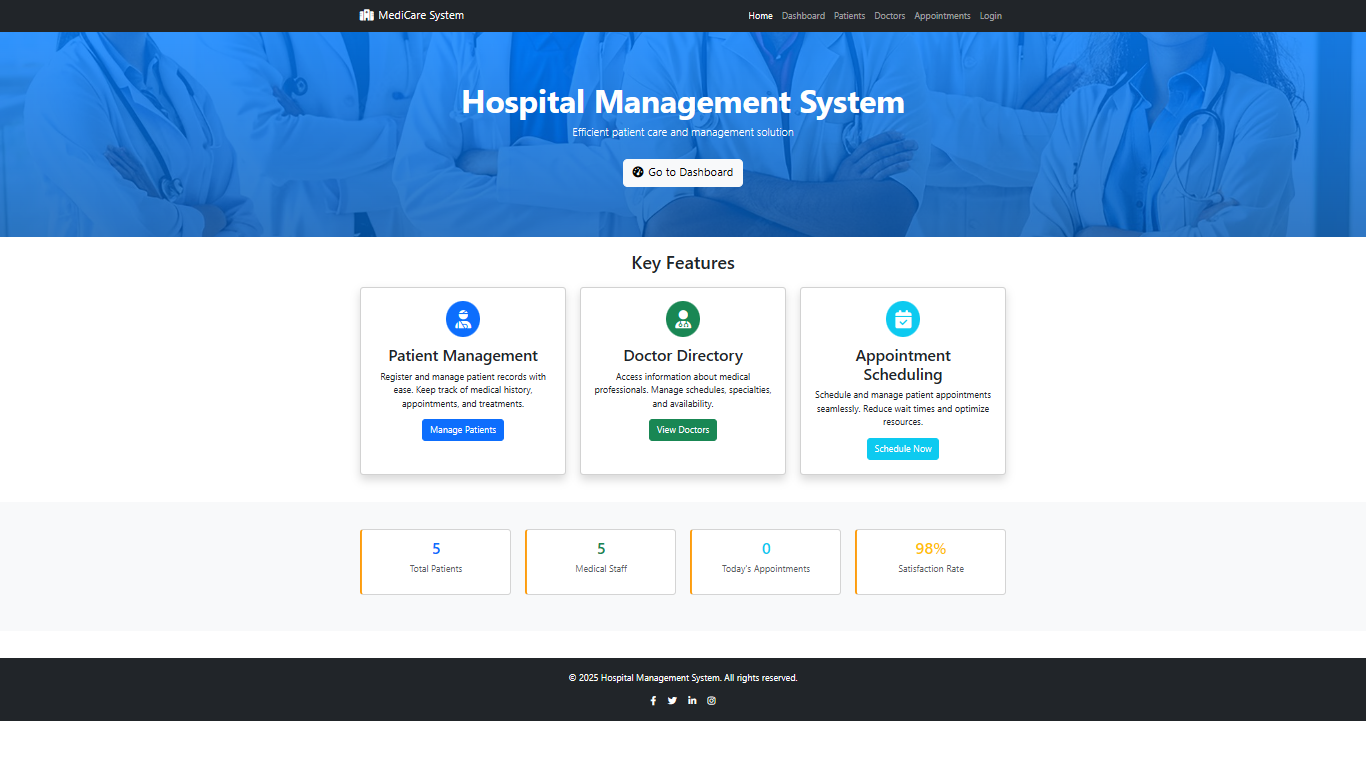 MediCare System
Home Dashboard Patients Doctors Appointments Login
Hospital Management System
Efficient patient care and management solution
Go to Dashboard
Key Features
Patient Management
Register and manage patient records with
ease. Keep track of medical history,
appointments, and treatments.
Manage Patients
Doctor Directory
Access information about medical
professionals. Manage schedules, specialties,
and availability.
View Doctors
Appointment
Scheduling
Schedule and manage patient appointments
seamlessly. Reduce wait times and optimize
resources.
Schedule Now
5
Total Patients
5
Medical Staff
0
Today's Appointments
98%
Satisfaction Rate
© 2025 Hospital Management System. All rights reserved.